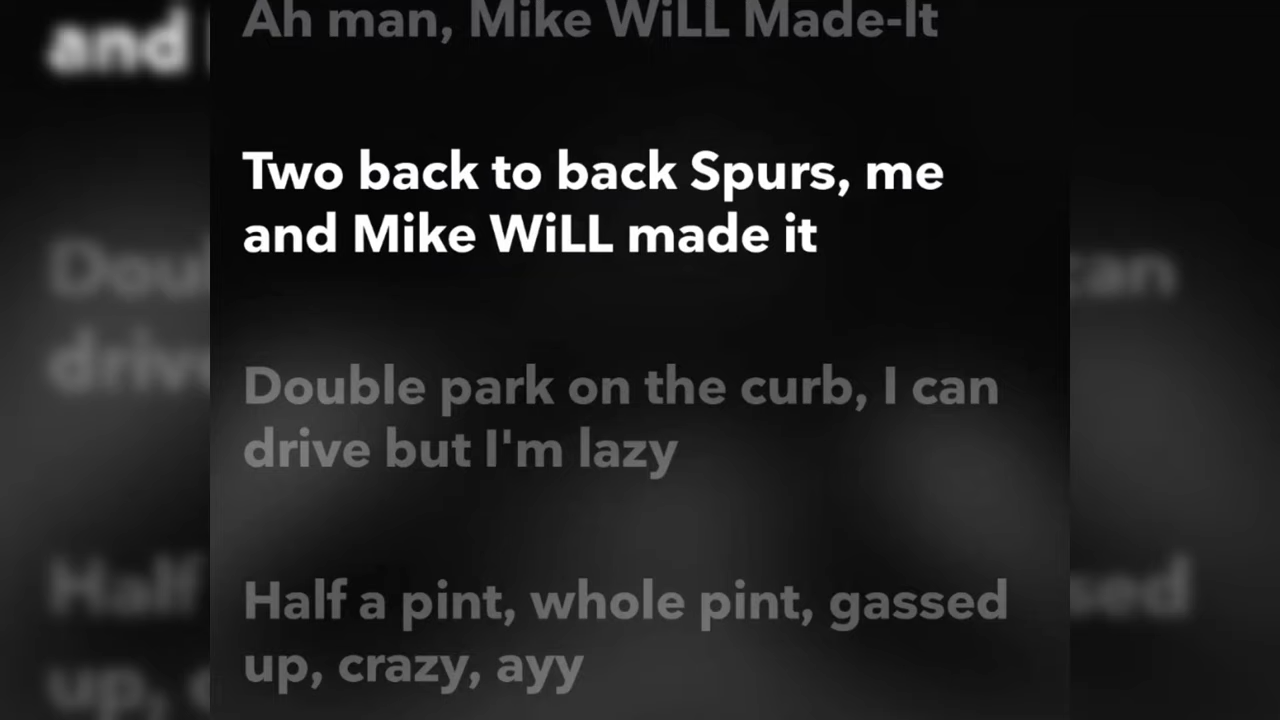 Ah man, Mike WiLL Made-It
Two back to back Spurs, me
and Mike WiLL made it
Double park on the curb, I can
drive but I'm lazy
Half a pint, whole pint, gassed
up, crazy, ayy